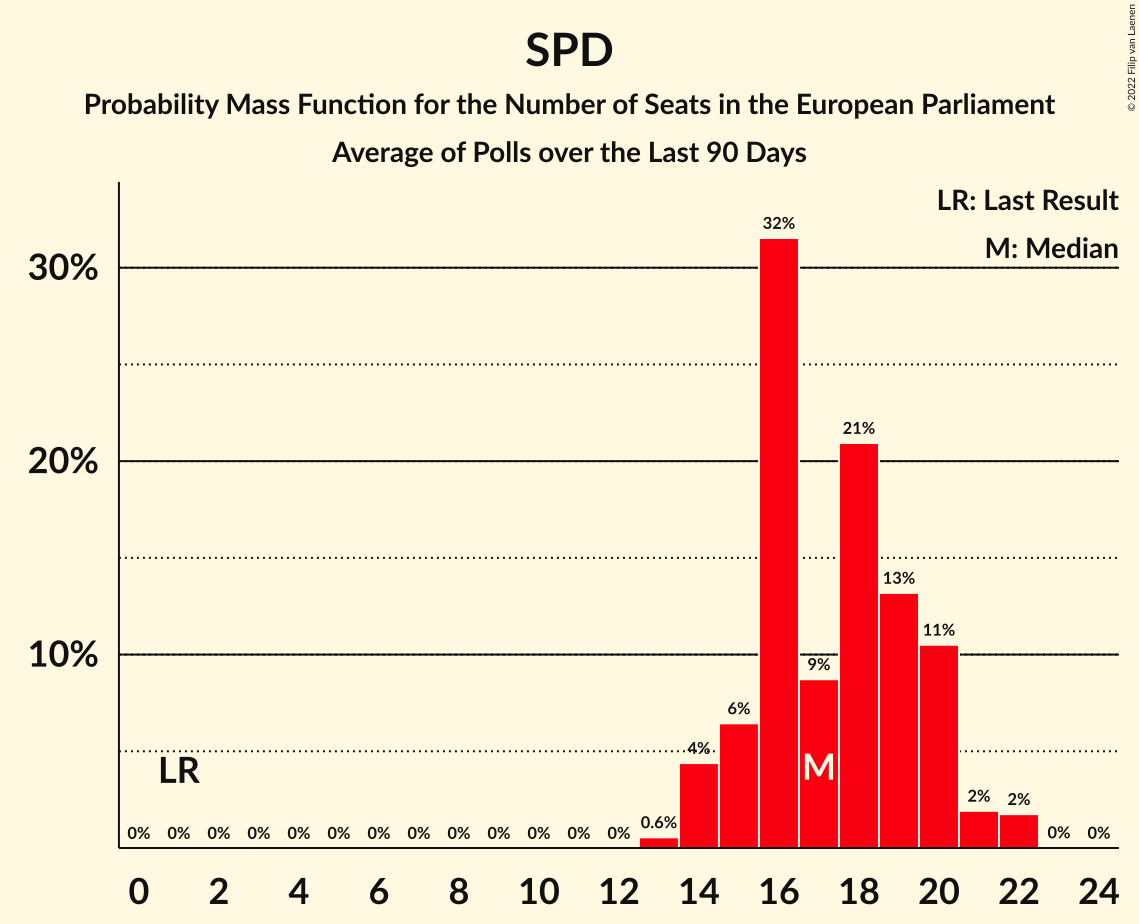 SPD
Probability Mass Function for the Number of Seats in the European Parliament
Average of Polls over the Last 90 Days
© 2022 Filip van Laenen
LR: Last Result
M: Median
32%
30%
21%
20%
13%
11%
10%
9%
6%
4%
M
LR
2%
2%
0.6%
0% 0% 0% 0% 0% 0% 0% 0% 0% 0% 0% 0% 0% 0% 0%
0 2 4 6 8 10 12 14 16 18 20 22 24